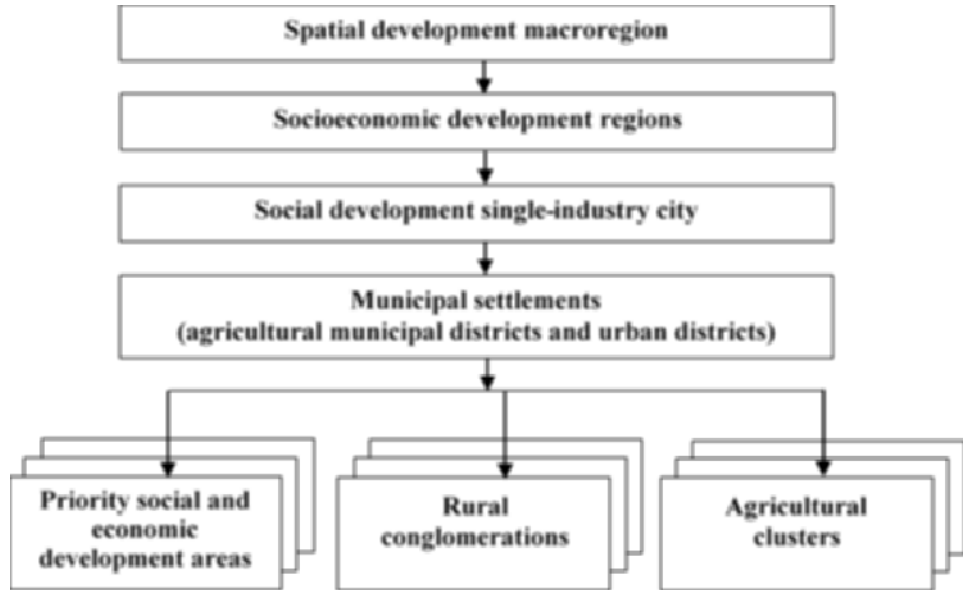 Spatial development macroregion
Socioeconomic development regions
Social development single-industry city
Municipal settlements
(agricultural municipal districts and urban districts)
Priority social and
economic
development areas
Rural
conglomerations
Agricultural
clusters